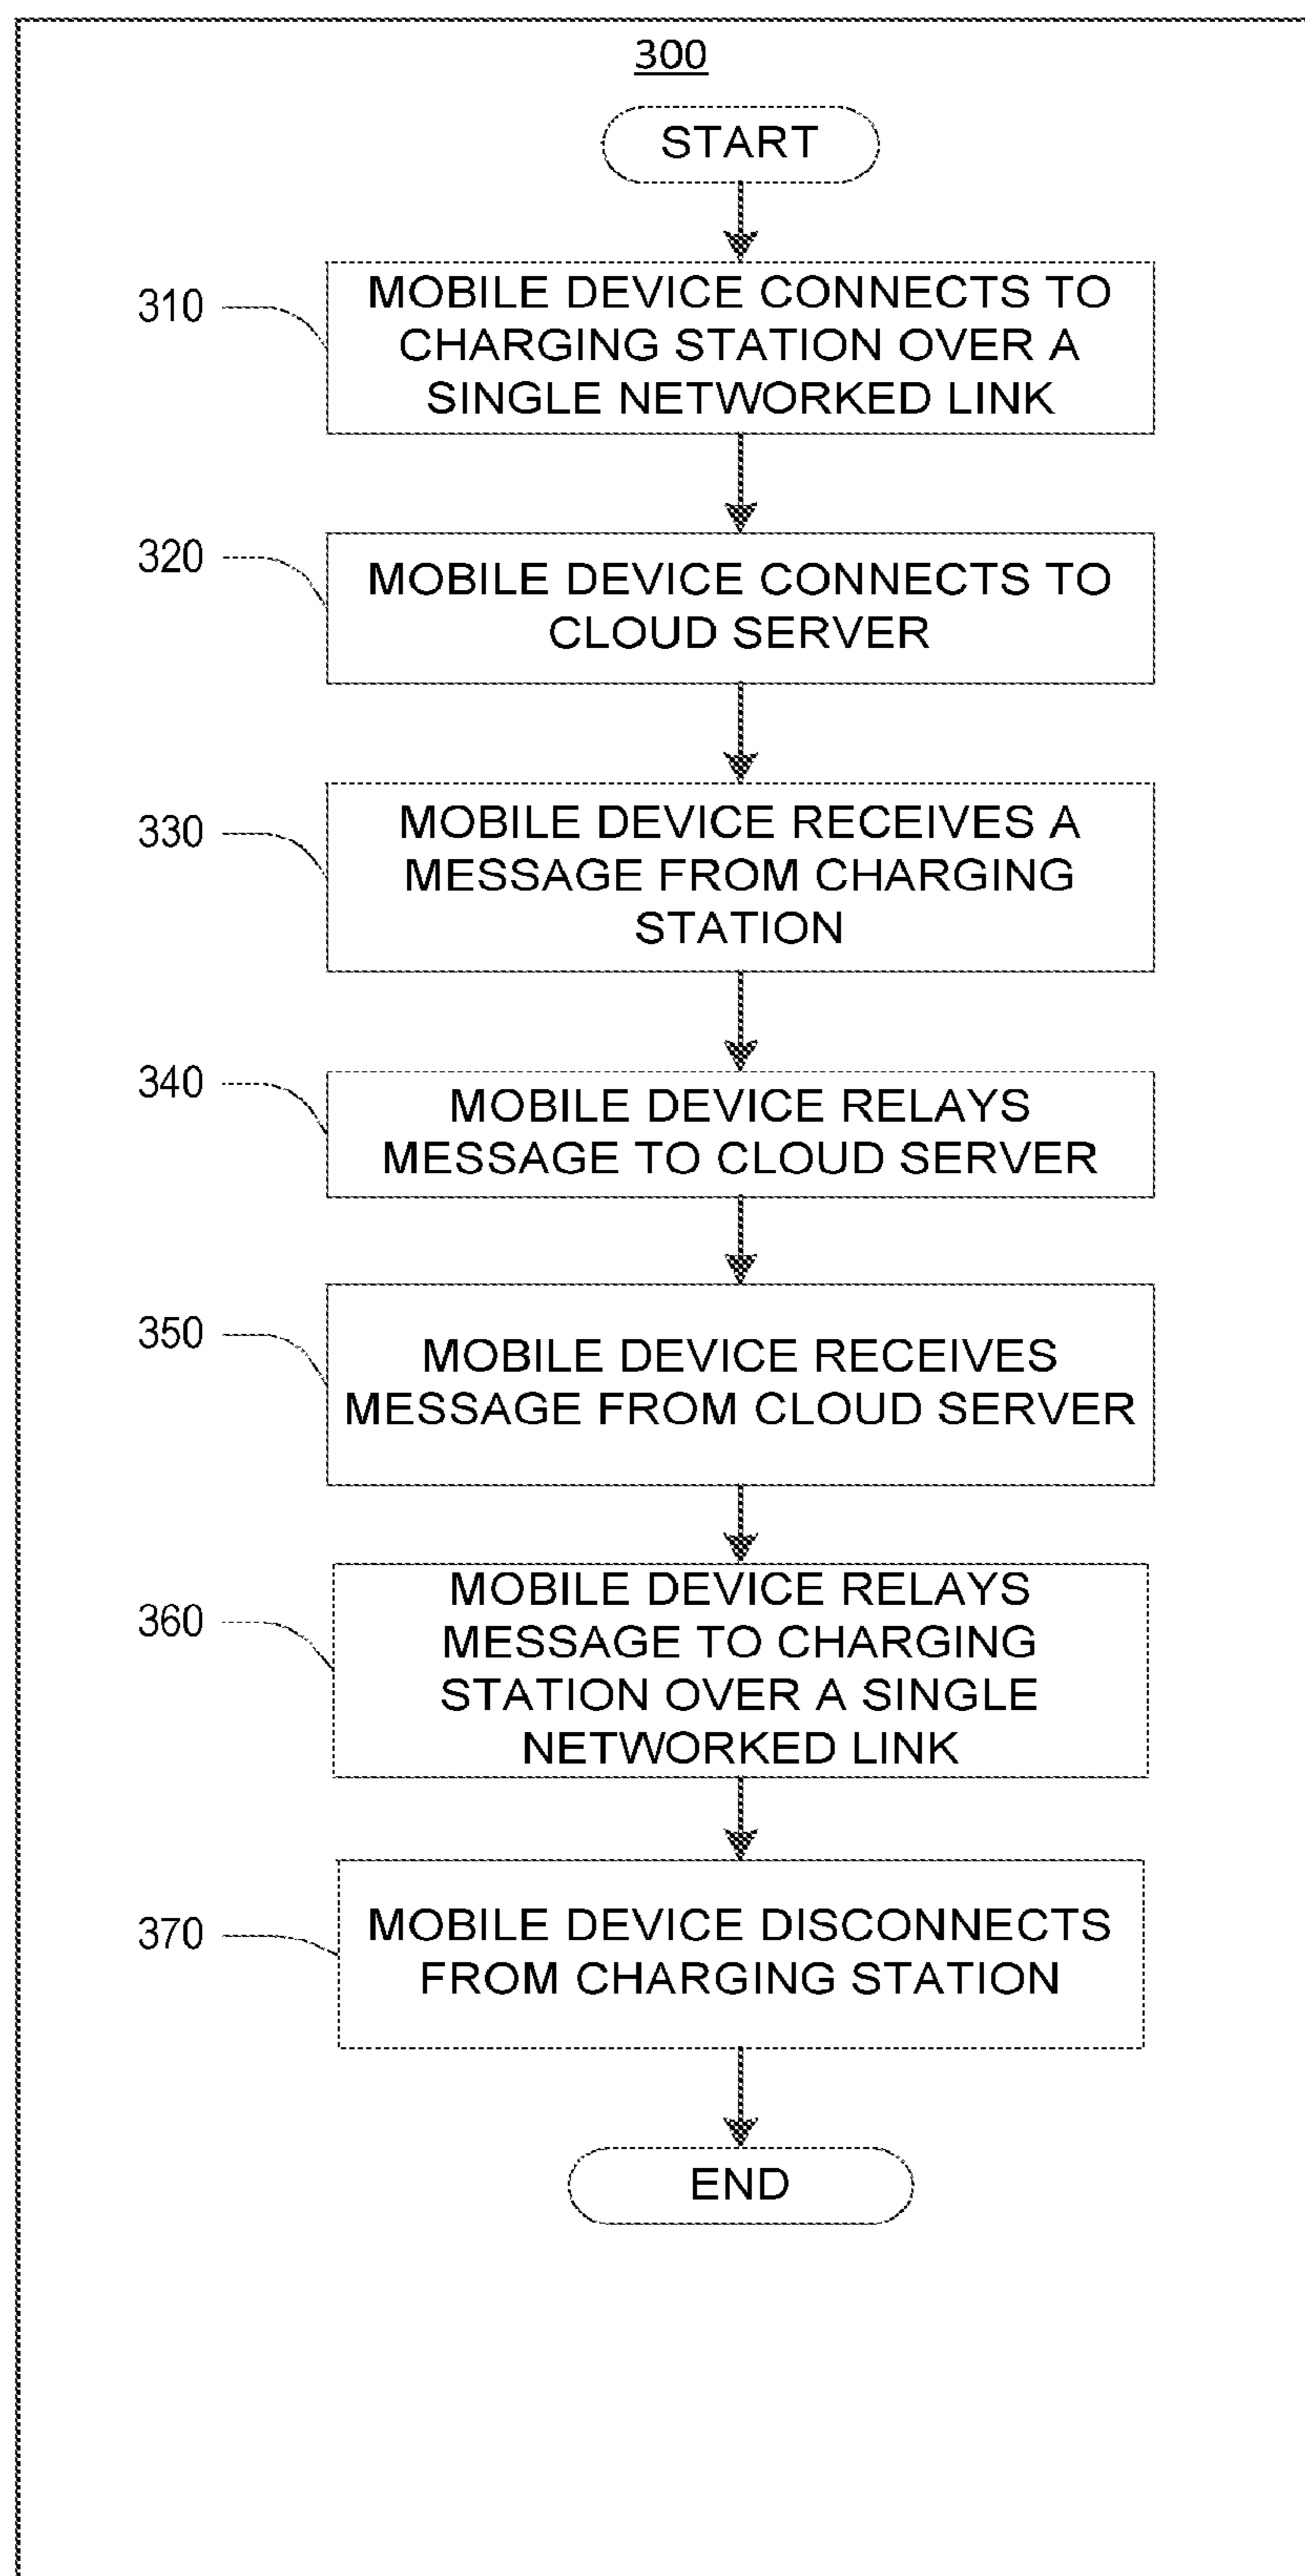 300
START
310
MOBILE DEVICE CONNECTS TO
CHARGING STATION OVER A
SINGLE NETWORKED LINK
320
MOBILE DEVICE CONNECTS TO
CLOUD SERVER
330
MOBILE DEVICE RECEIVES A
MESSAGE FROM CHARGING
STATION
340
MOBILE DEVICE RELAYS
MESSAGE TO CLOUD SERVER
350
MOBILE DEVICE RECEIVES
MESSAGE FROM CLOUD SERVER
360
MOBILE DEVICE RELAYS
MESSAGE TO CHARGING
STATION OVER A SINGLE
NETWORKED LINK
370
MOBILE DEVICE DISCONNECTS
FROM CHARGING STATION
END